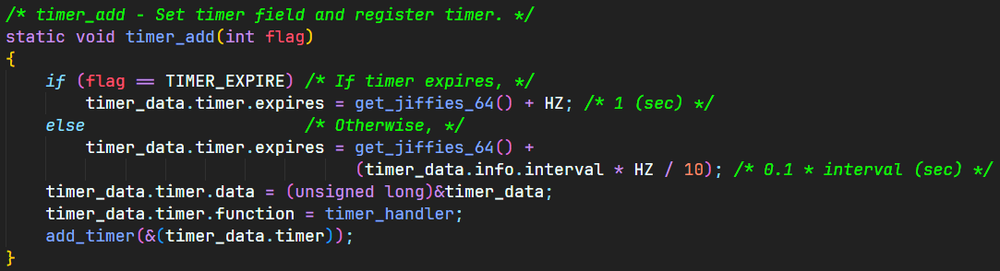 /* timer_add - Set timer field and register timer. */
static void timer_add(int flag)
{
    if (flag == TIMER_EXPIRE) /* If timer expires, */
        timer_data.timer.expires = get_jiffies_64() + HZ; /* 1 (sec) */
    else                      /* Otherwise, */
        timer_data.timer.expires = get_jiffies_64() +
                                   (timer_data.info.interval * HZ / 10); /* 0.1 * interval (sec) */
    timer_data.timer.data = (unsigned long)&timer_data;
    timer_data.timer.function = timer_handler;
    add_timer(&(timer_data.timer));
}